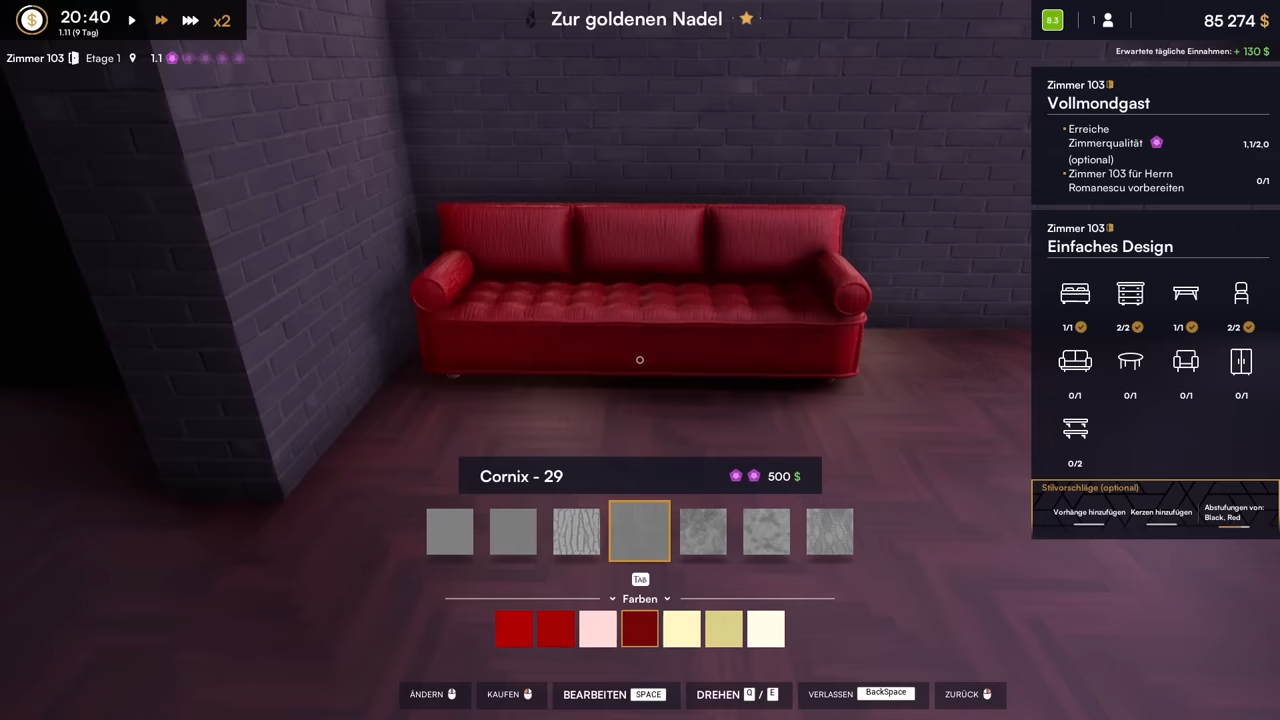 20:40
x2
1.11 (9 Tag)
Zur goldenen Nadel
8.3
1
85 274 $
Erwartete tägliche Einnahmen: + 130 $
Zimmer 103
Etage 1
1.1
Zimmer 103
Vollmondgast
Erreiche
Zimmerqualität
(optional)
1,1/2,0
Zimmer 103 für Herrn
Romanescu vorbereiten
0/1
Zimmer 103
Einfaches Design
1/1
2/2
1/1
2/2
0/1
0/1
0/1
0/1
0/2
Stilvorschläge (optional)
Vorhänge hinzufügen
Kerzen hinzufügen
Abstufungen von:
Black, Red
Cornix - 29
500 $
TAB
Farben
ÄNDERN
KAUFEN
BEARBEITEN SPACE
DREHEN Q / E
VERLASSEN BackSpace
ZURÜCK